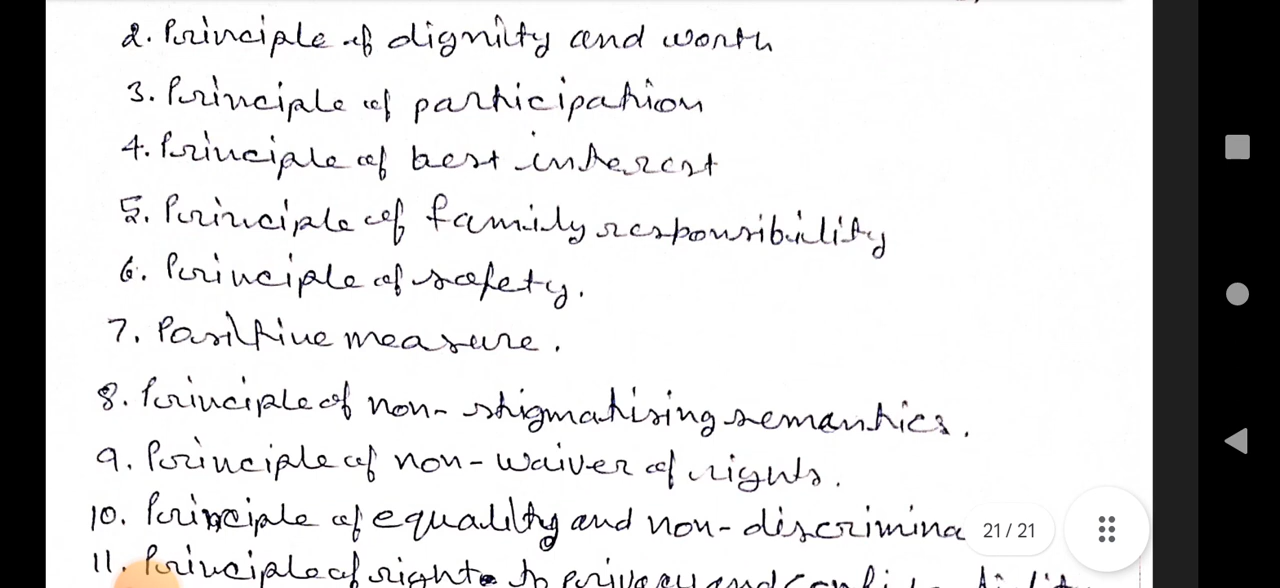 2. Principle of dignity and worth
3. Principle of participation
4. Principle of best interest
5. Principle of family responsibility
6. Principle of safety.
7. Positive measure.
8. Principle of non-stigmatising semantics.
9. Principle of non-waiver of rights.
10. Principle of equality and non-discrimina
21/21
11. Principle of right to privacy and